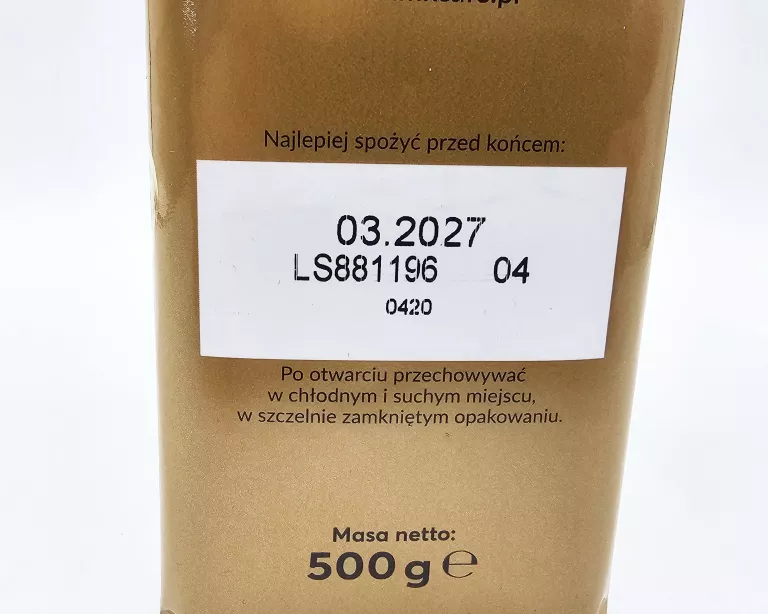 Najlepiej spożyć przed końcem:
03.2027
LS881196 04
0420
Po otwarciu przechowywać
w chłodnym i suchym miejscu,
w szczelnie zamkniętym opakowaniu.
Masa netto:
500 g ℮